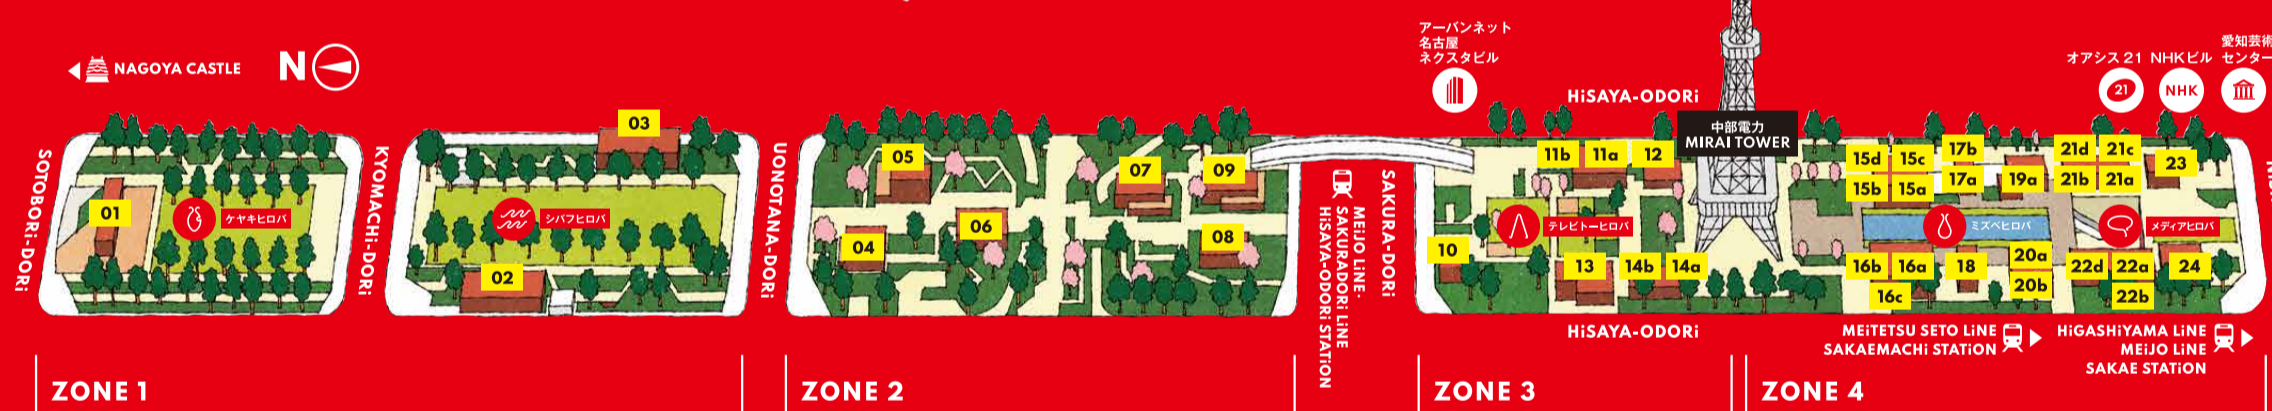 NAGOYA CASTLE
N
SOTOBORi-DORi
01
ケヤキヒロバ
KYOMACHi-DORi
03
シバフヒロバ
02
UONOTANA-DORi
05
07
09
04
06
08
MEiJO LiNE·
SAKURADORi LiNE
HiSAYA-ODORi STATiON
SAKURA-DORi
アーバンネット
名古屋
ネクスタビル
HiSAYA-ODORi
中部電力
MiRAi TOWER
オアシス 21
21
NHKビル
NHK
愛知芸術
センター
11b
11a
12
テレビトーヒロバ
10
13
14b
14a
15d
15c
17b
15b
15a
17a
19a
21d
21c
21b
21a
23
ミズベヒロバ
メディアヒロバ
16b
16a
18
20a
16c
20b
22d
22a
22b
24
HiSAYA-ODORi
MEiTETSU SETO LiNE
SAKAEMACHi STATiON
HiGASHiYAMA LiNE
MEiJO LiNE
SAKAE STATiON
ZONE 1
ZONE 2
ZONE 3
ZONE 4